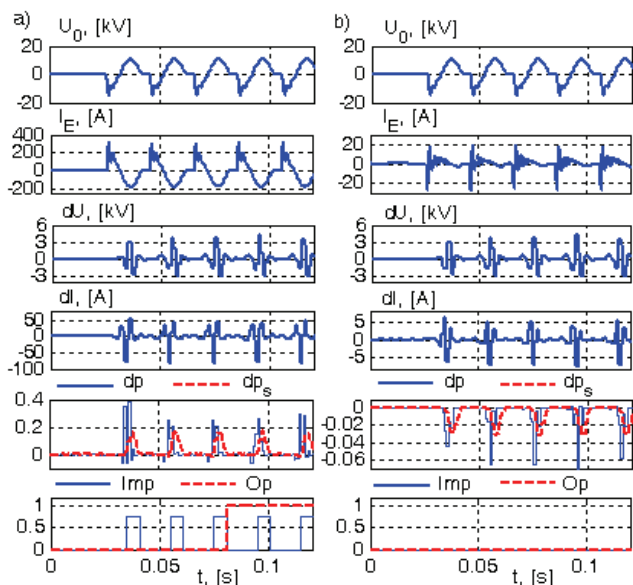 a)
U0, [kV]
20
0
-20
IE, [A]
400
200
0
-200
dU, [kV]
6
3
0
-3
dI, [A]
50
0
-50
-100
dp dps
0.4
0.2
0
Imp Op
1
0.5
0
0 0.05 0.1
t, [s]
b)
U0, [kV]
20
0
-20
IE, [A]
20
0
-20
dU, [kV]
6
3
0
-3
dI, [A]
5
0
-5
dp dps
0
-0.02
-0.04
-0.06
Imp Op
1
0.5
0
0 0.05 0.1
t, [s]